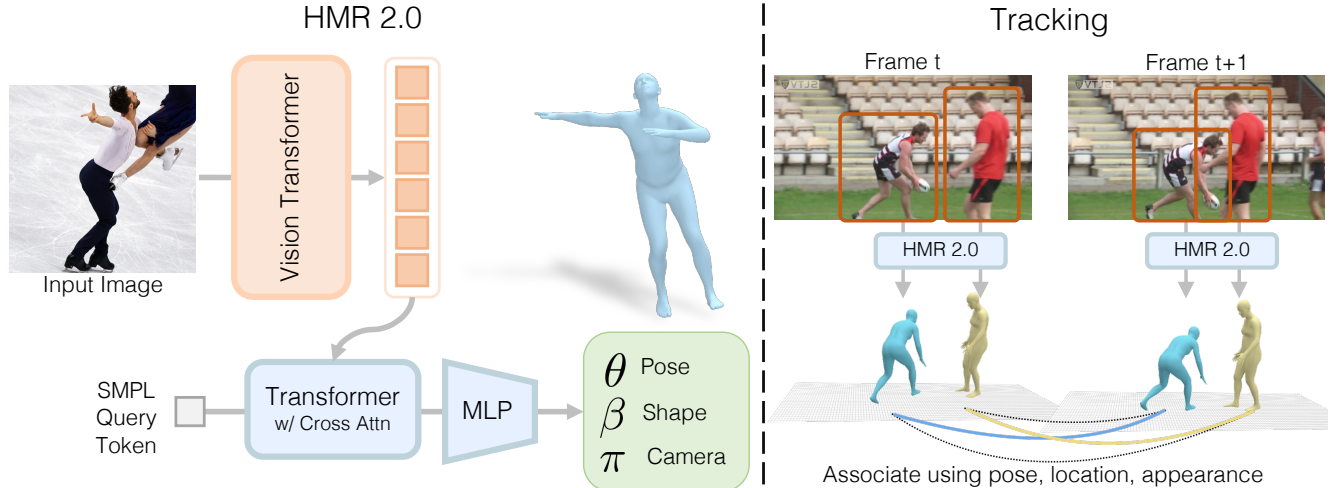 HMR 2.0
Input Image
Vision Transformer
SMPL
Query
Token
Transformer
w/ Cross Attn
MLP
θ Pose
β Shape
π Camera
Tracking
Frame t
Frame t+1
HMR 2.0
HMR 2.0
Associate using pose, location, appearance